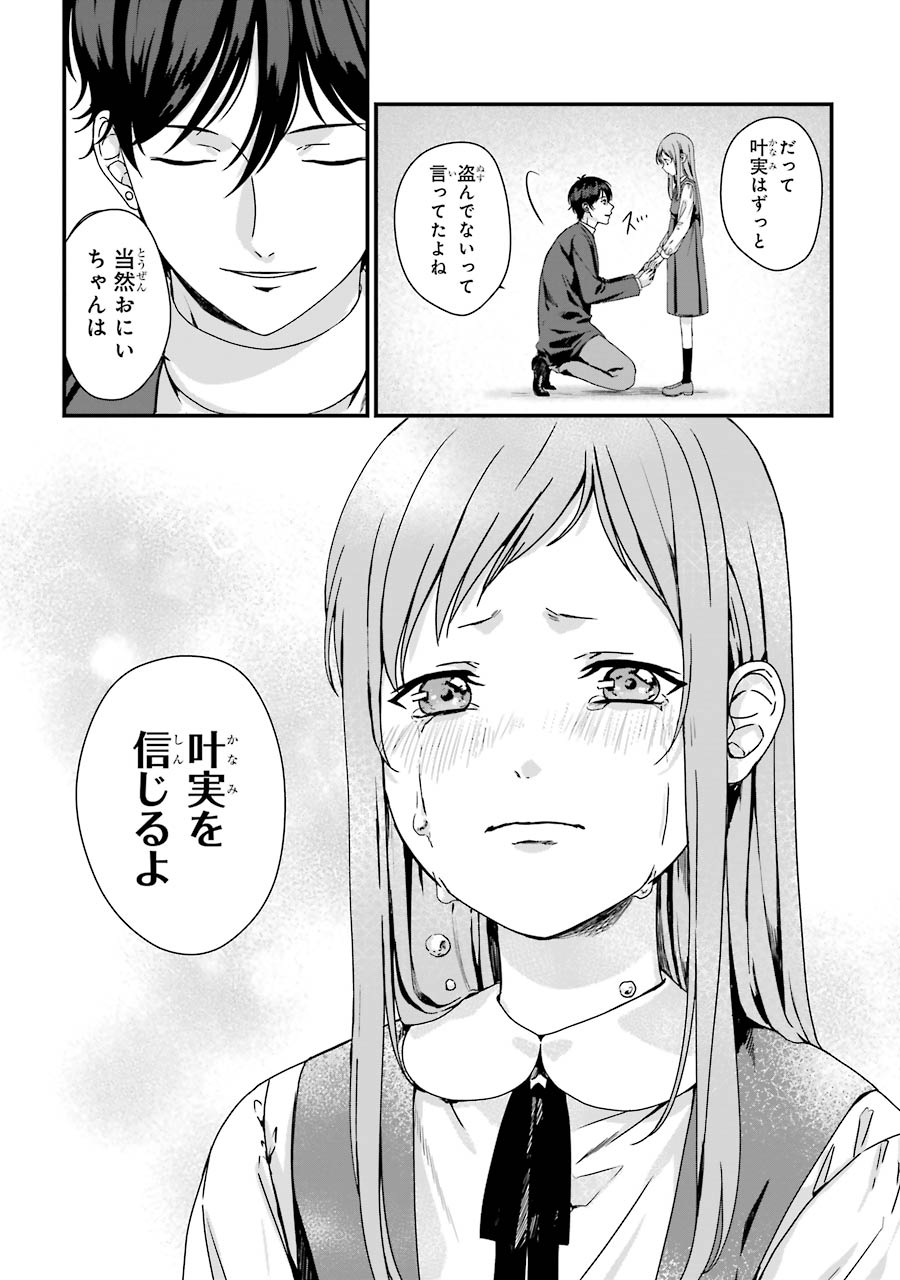 だって
叶実はずっと
盗んでないって
言ってたよね
ズ
当然おにい
ちゃんは
叶実を
信じるよ